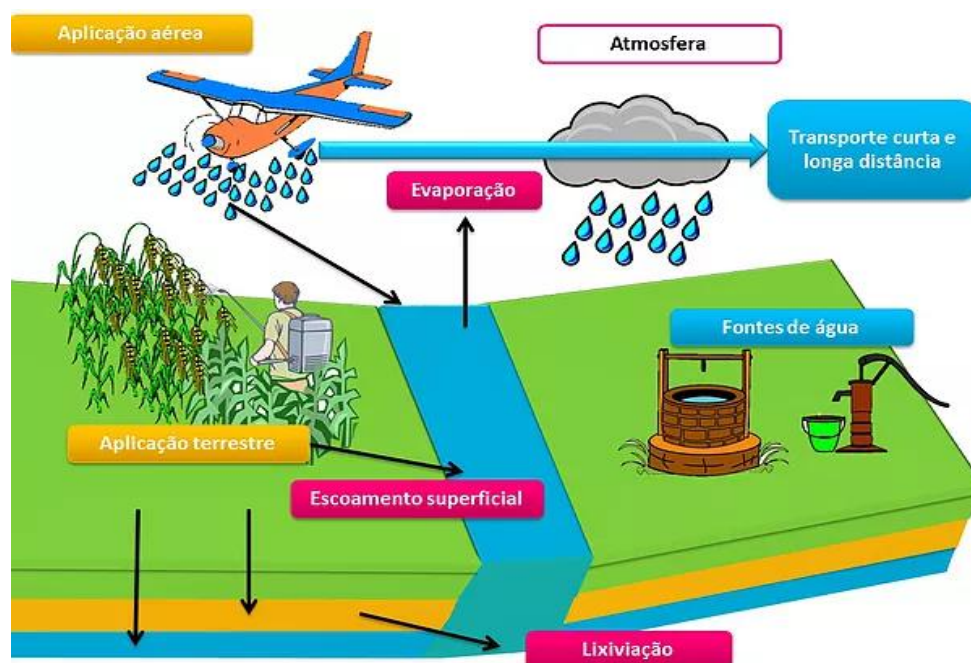 Aplicação aérea
Atmosfera
Transporte curta e
longa distância
Evaporação
Fontes de água
Aplicação terrestre
Escoamento superficial
Lixiviação